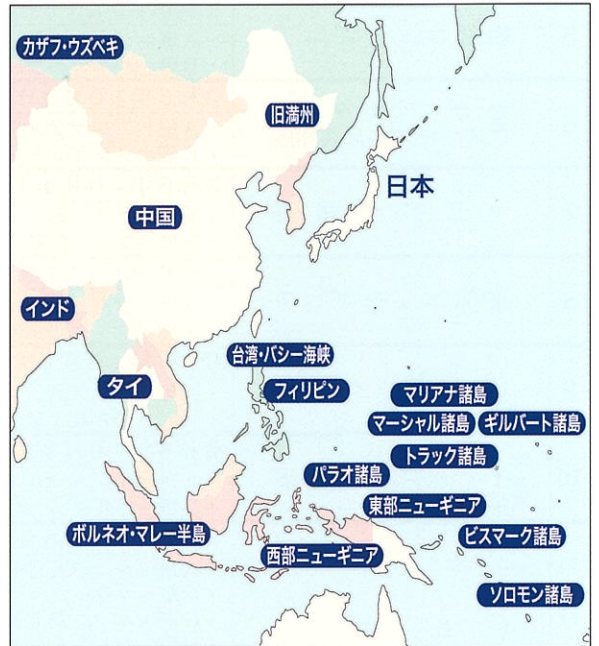 カザフ・ウズベキ
旧満州
日本
中国
インド
台湾・バシー海峡
タイ
フィリピン
マリアナ諸島
マーシャル諸島
ギルバート諸島
トラック諸島
パラオ諸島
東部ニューギニア
ボルネオ・マレー半島
ビスマーク諸島
西部ニューギニア
ソロモン諸島